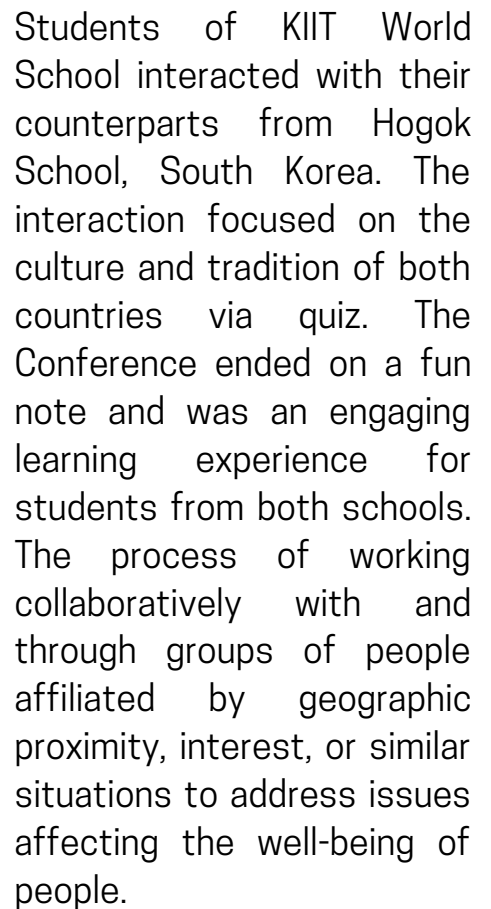 Students of KIIT World
School interacted with their
counterparts from Hogok
School, South Korea. The
interaction focused on the
culture and tradition of both
countries via quiz. The
Conference ended on a fun
note and was an engaging
learning experience for
students from both schools.
The process of working
collaboratively with and
through groups of people
affiliated by geographic
proximity, interest, or similar
situations to address issues
affecting the well-being of
people.